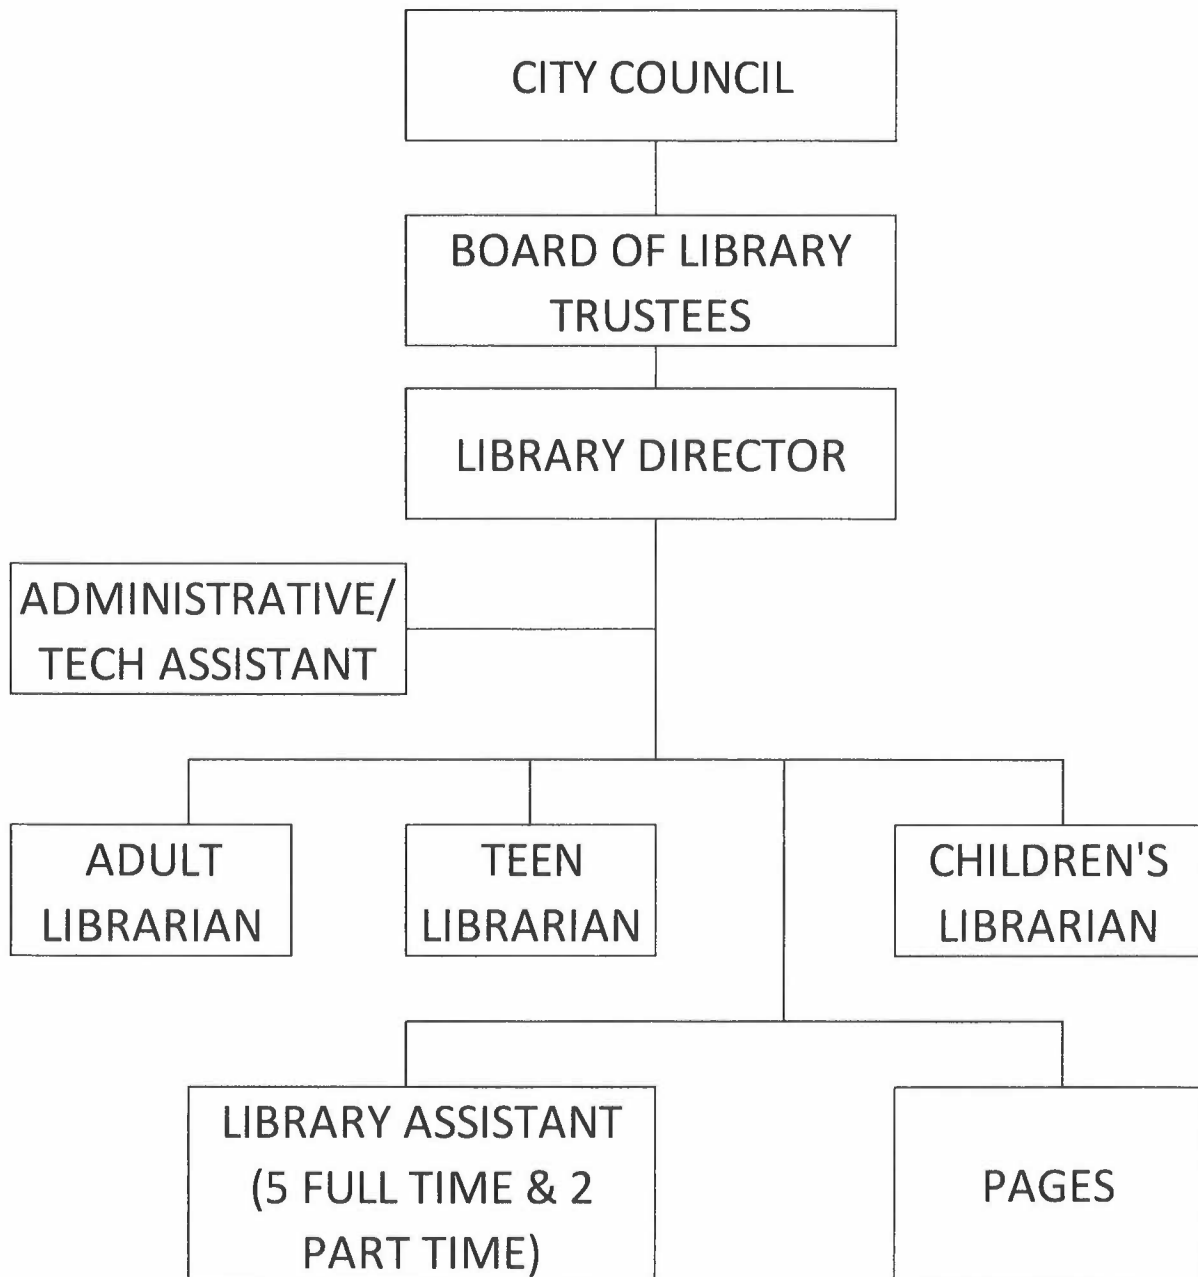 CITY COUNCIL
BOARD OF LIBRARY
TRUSTEES
LIBRARY DIRECTOR
ADMINISTRATIVE/
TECH ASSISTANT
ADULT
LIBRARIAN
TEEN
LIBRARIAN
CHILDREN'S
LIBRARIAN
LIBRARY ASSISTANT
(5 FULL TIME & 2
PART TIME)
PAGES